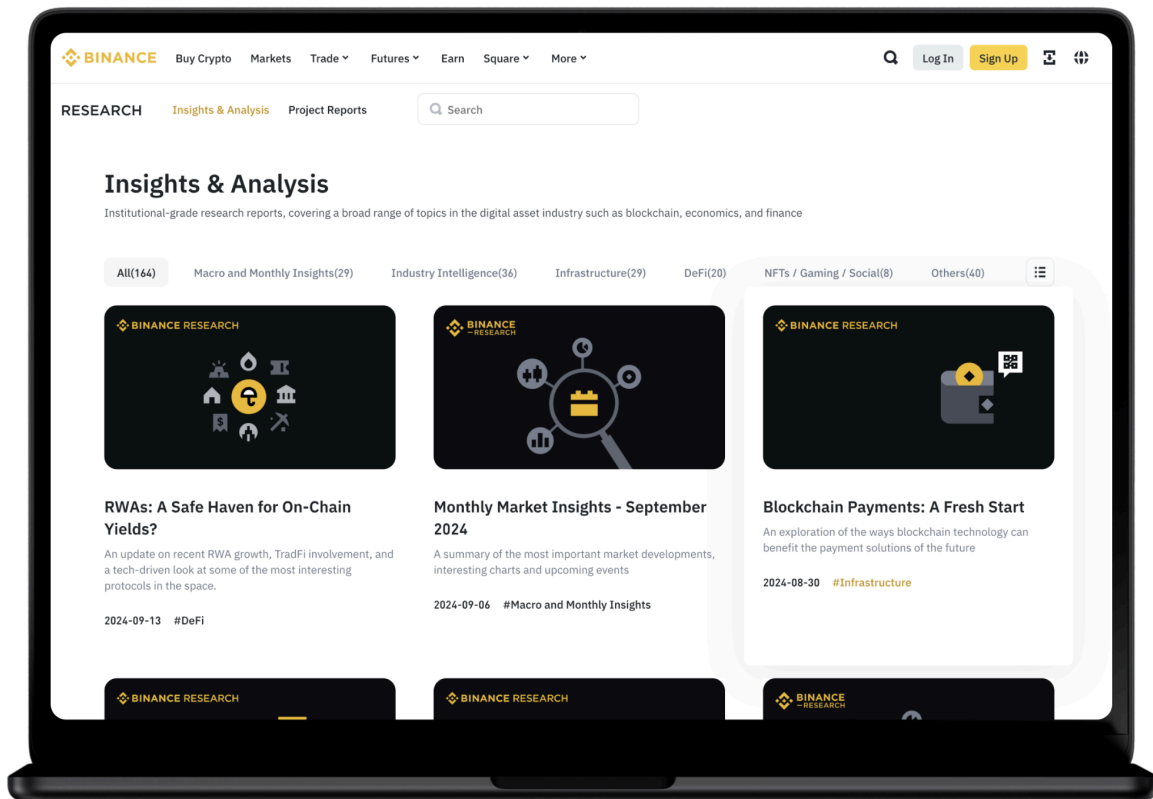 BINANCE Buy Crypto Markets Trade Futures Earn Square More Log In Sign Up
RESEARCH Insights & Analysis Project Reports Search
Insights & Analysis
Institutional-grade research reports, covering a broad range of topics in the digital asset industry such as blockchain, economics, and finance
All(164) Macro and Monthly Insights(29) Industry Intelligence(36) Infrastructure(29) DeFi(20) NFTs / Gaming / Social(8) Others(40)
BINANCE RESEARCH
$
RWAs: A Safe Haven for On-Chain
Yields?
An update on recent RWA growth, TradFi involvement, and
a tech-driven look at some of the most interesting
protocols in the space.
2024-09-13 #DeFi
BINANCE
RESEARCH
Monthly Market Insights - September
2024
A summary of the most important market developments,
interesting charts and upcoming events
2024-09-06 #Macro and Monthly Insights
BINANCE RESEARCH
Blockchain Payments: A Fresh Start
An exploration of the ways blockchain technology can
benefit the payment solutions of the future
2024-08-30 #Infrastructure
BINANCE RESEARCH
BINANCE RESEARCH
BINANCE
RESEARCH